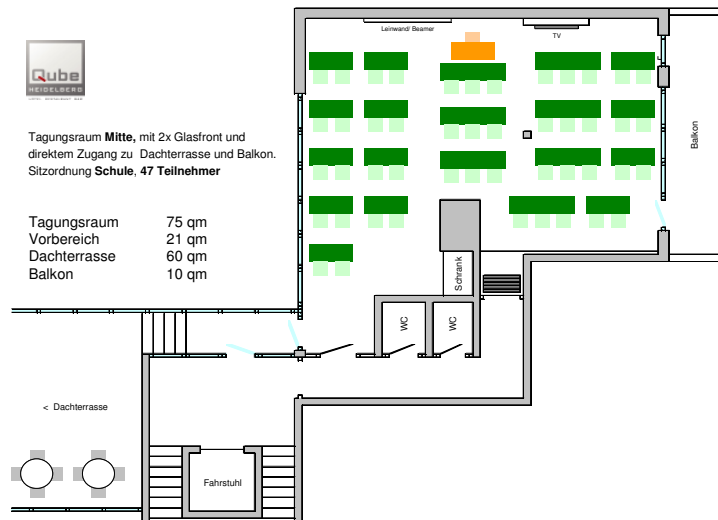 Qube
HEIDELBERG
Tagungsraum Mitte, mit 2x Glasfront und
direktem Zugang zu Dachterrasse und Balkon.
Sitzordnung Schule, 47 Teilnehmer
Tagungsraum 75 qm
Vorbereich 21 qm
Dachterrasse 60 qm
Balkon 10 qm
Leinwand/ Beamer
TV
Balkon
Schrank
WC
WC
< Dachterrasse
Fahrstuhl